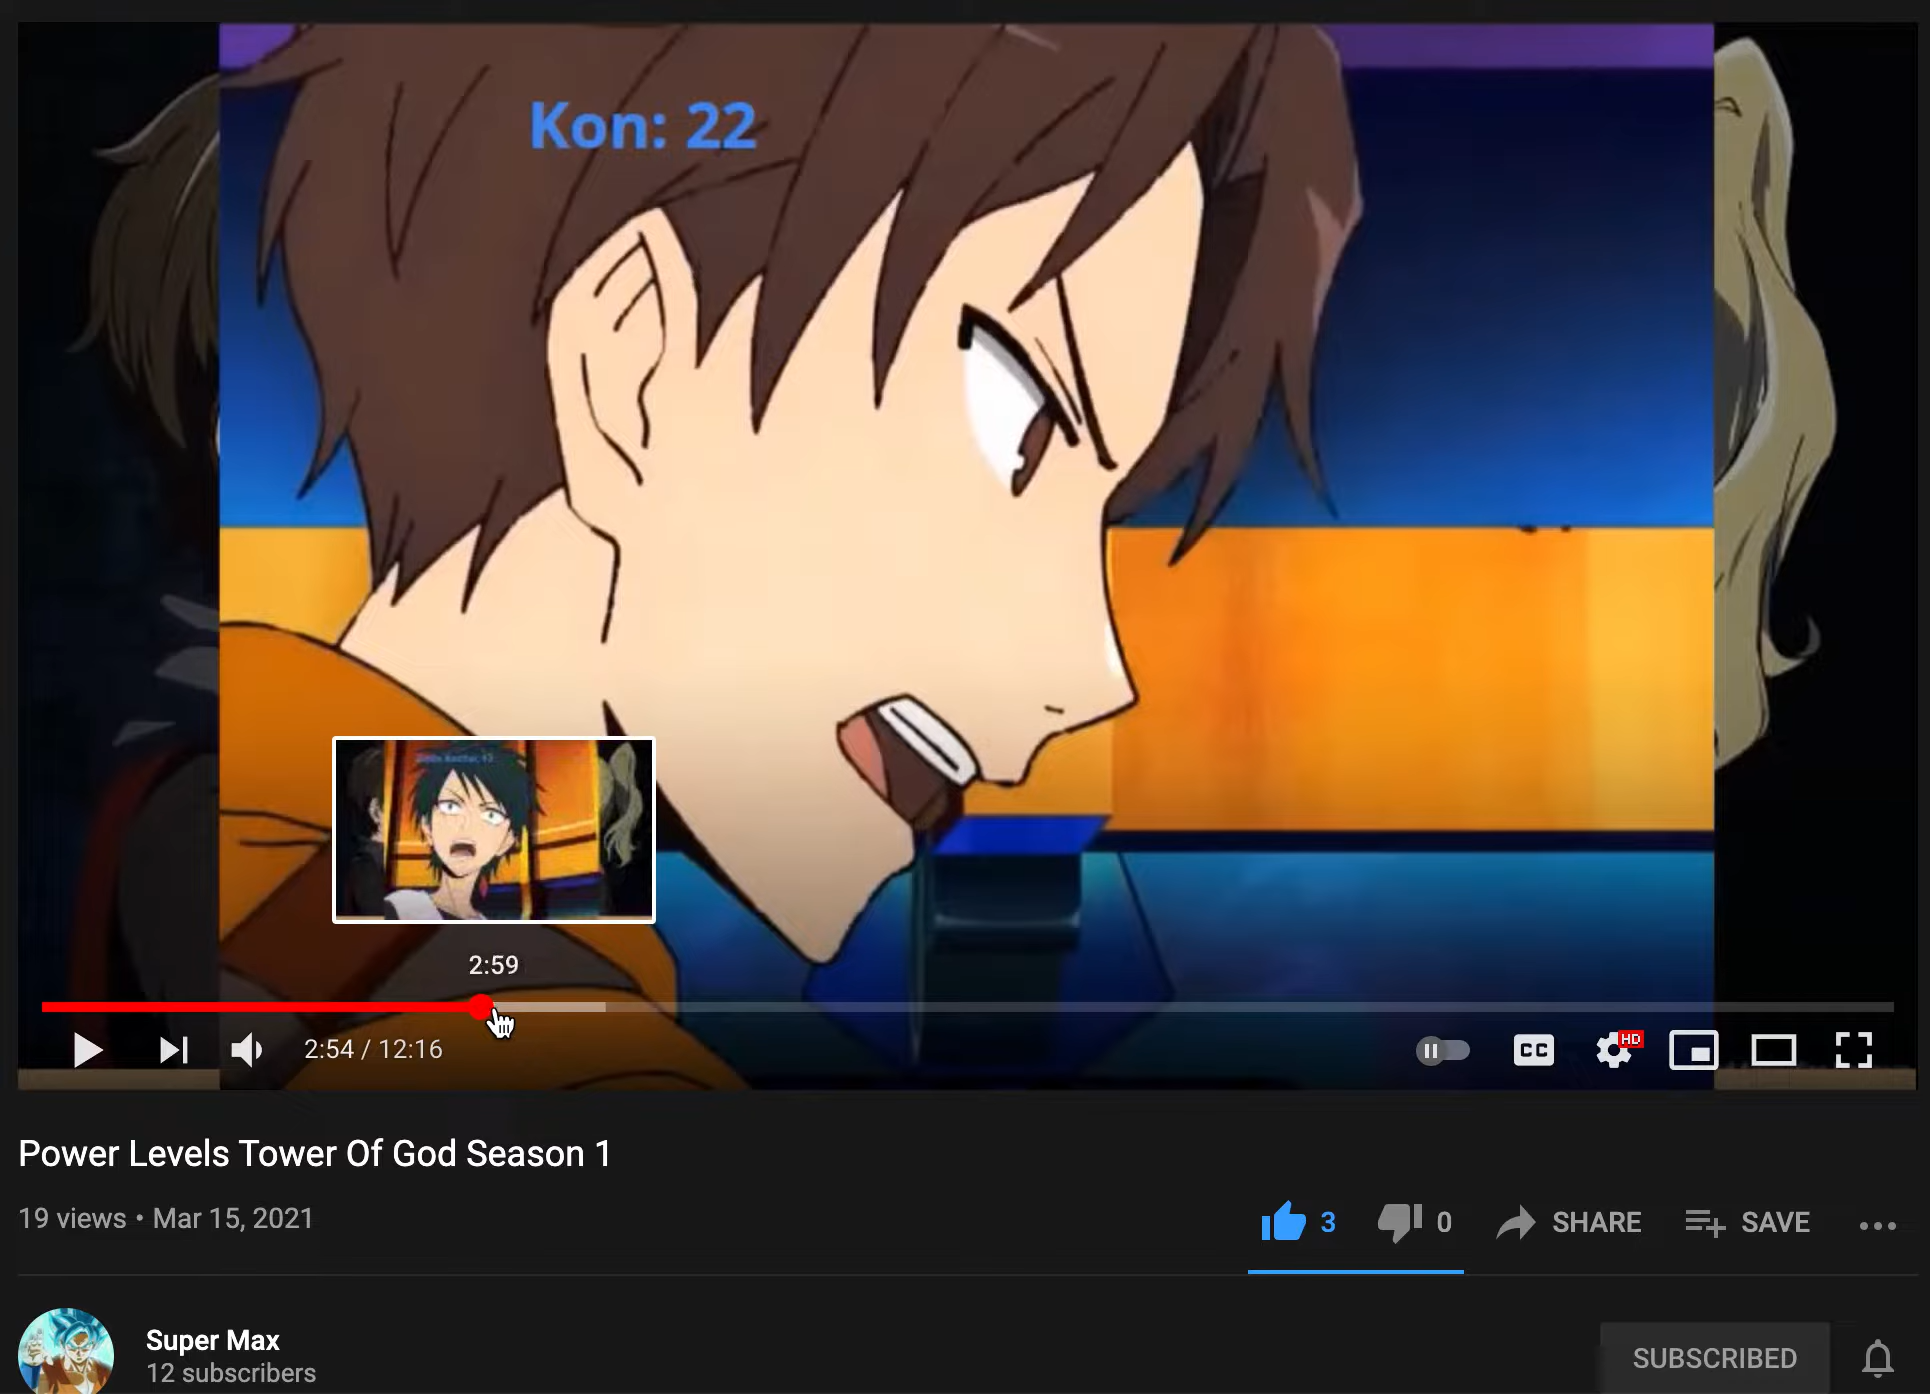 Kon: 22
2:59
2:54 / 12:16
CC
HD
Power Levels Tower Of God Season 1
19 views • Mar 15, 2021
3
0
SHARE
SAVE
Super Max
12 subscribers
SUBSCRIBED